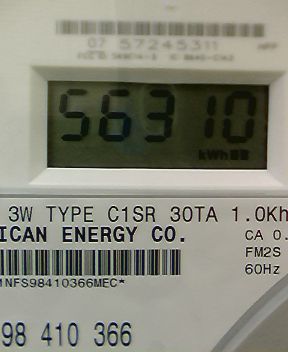 07 57245311
56310
kWh
3W TYPE C1SR 30TA 1.0Kh
ICAN ENERGY CO.
CA 0.
FM2S
60Hz
NFS98410366MEC*
98 410 366